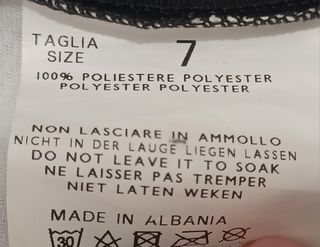 TAGLIA
SIZE 7
100% POLIESTERE POLYESTER
POLYESTER POLYESTER
NON LASCIARE IN AMMOLLO
NICHT IN DER LAUGE LIEGEN LASSEN
DO NOT LEAVE IT TO SOAK
NE LAISSER PAS TREMPER
NIET LATEN WEKEN
MADE IN ALBANIA
30